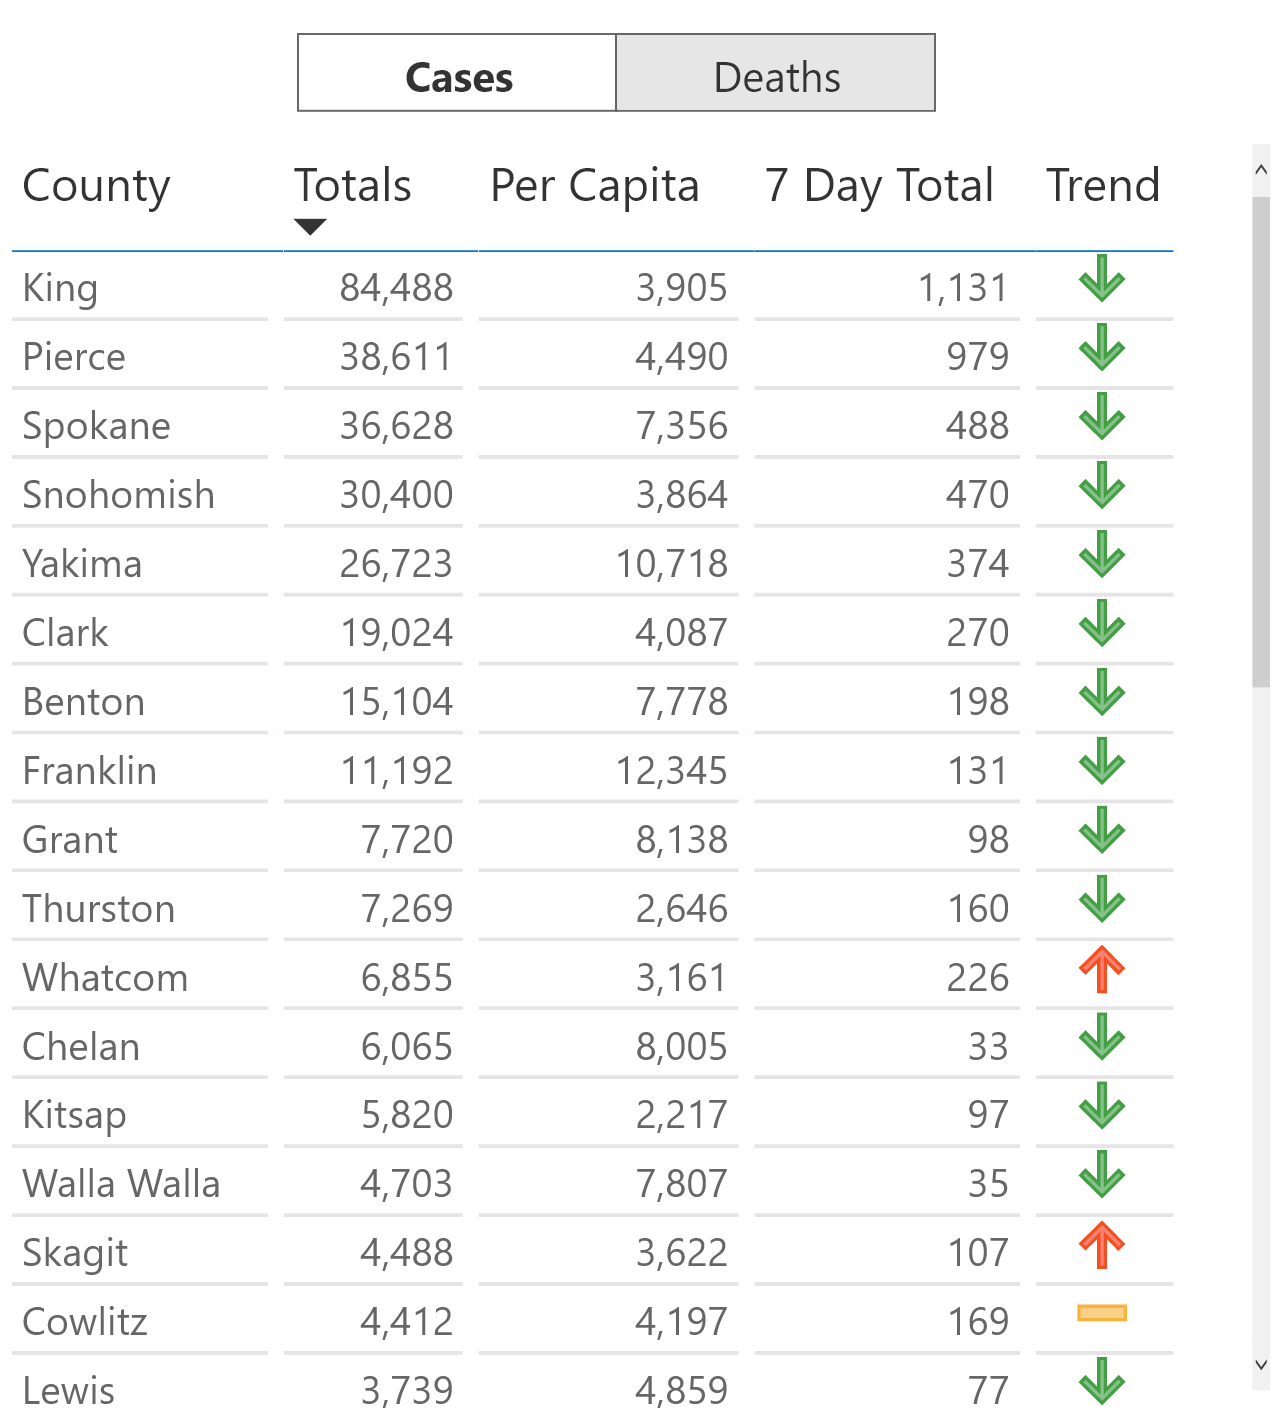 Cases Deaths
County Totals Per Capita 7 Day Total Trend
King 84,488 3,905 1,131
Pierce 38,611 4,490 979
Spokane 36,628 7,356 488
Snohomish 30,400 3,864 470
Yakima 26,723 10,718 374
Clark 19,024 4,087 270
Benton 15,104 7,778 198
Franklin 11,192 12,345 131
Grant 7,720 8,138 98
Thurston 7,269 2,646 160
Whatcom 6,855 3,161 226
Chelan 6,065 8,005 33
Kitsap 5,820 2,217 97
Walla Walla 4,703 7,807 35
Skagit 4,488 3,622 107
Cowlitz 4,412 4,197 169
Lewis 3,739 4,859 77